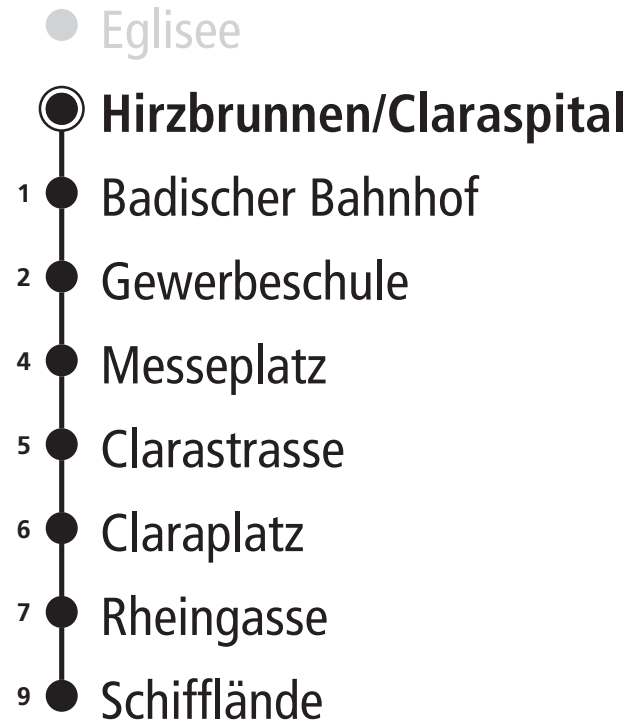 Eglisee
Hirzbrunnen/Claraspital
1 Badischer Bahnhof
2 Gewerbeschule
4 Messeplatz
5 Clarastrasse
6 Claraplatz
7 Rheingasse
9 Schifflände